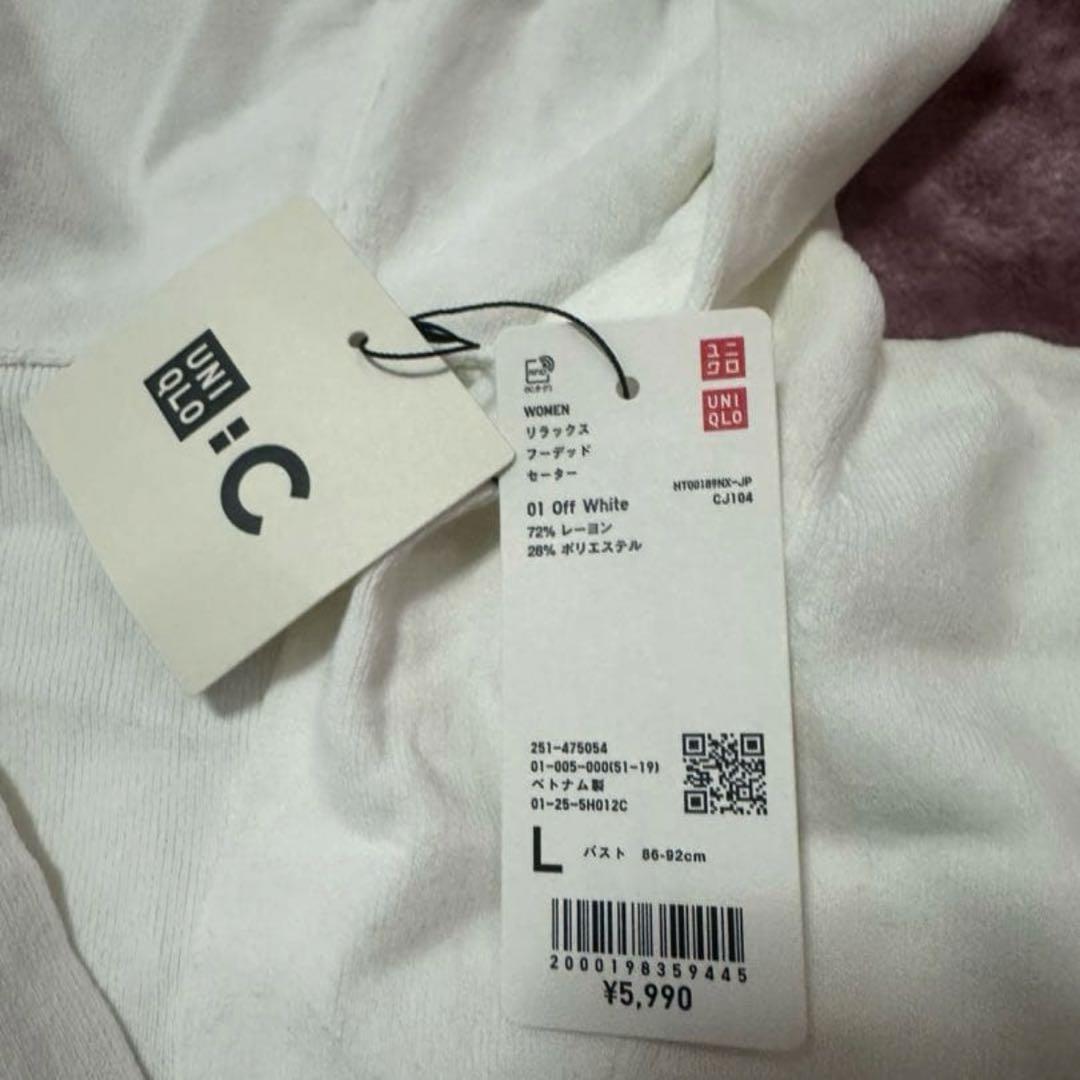 UNI
QLO
:C
ユニ
クロ
UNI
QLO
RFID
WOMEN
リラックス
フーデッド
セーター
HT00189NX-JP
CJ104
01 Off White
72% レーヨン
28% ポリエステル
251-475054
01-005-000(51-19)
ベトナム製
01-25-5H012C
L バスト 86-92cm
2000198359445
¥5,990